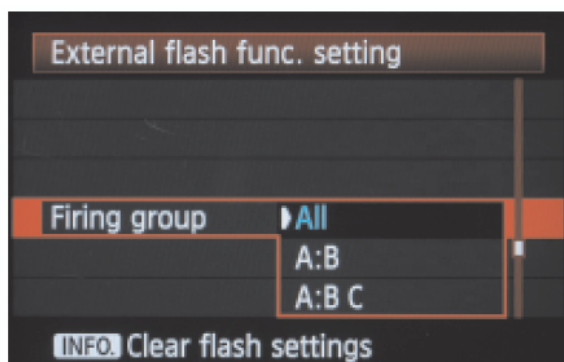 External flash func. setting
Firing group All
A:B
A:B C
INFO. Clear flash settings